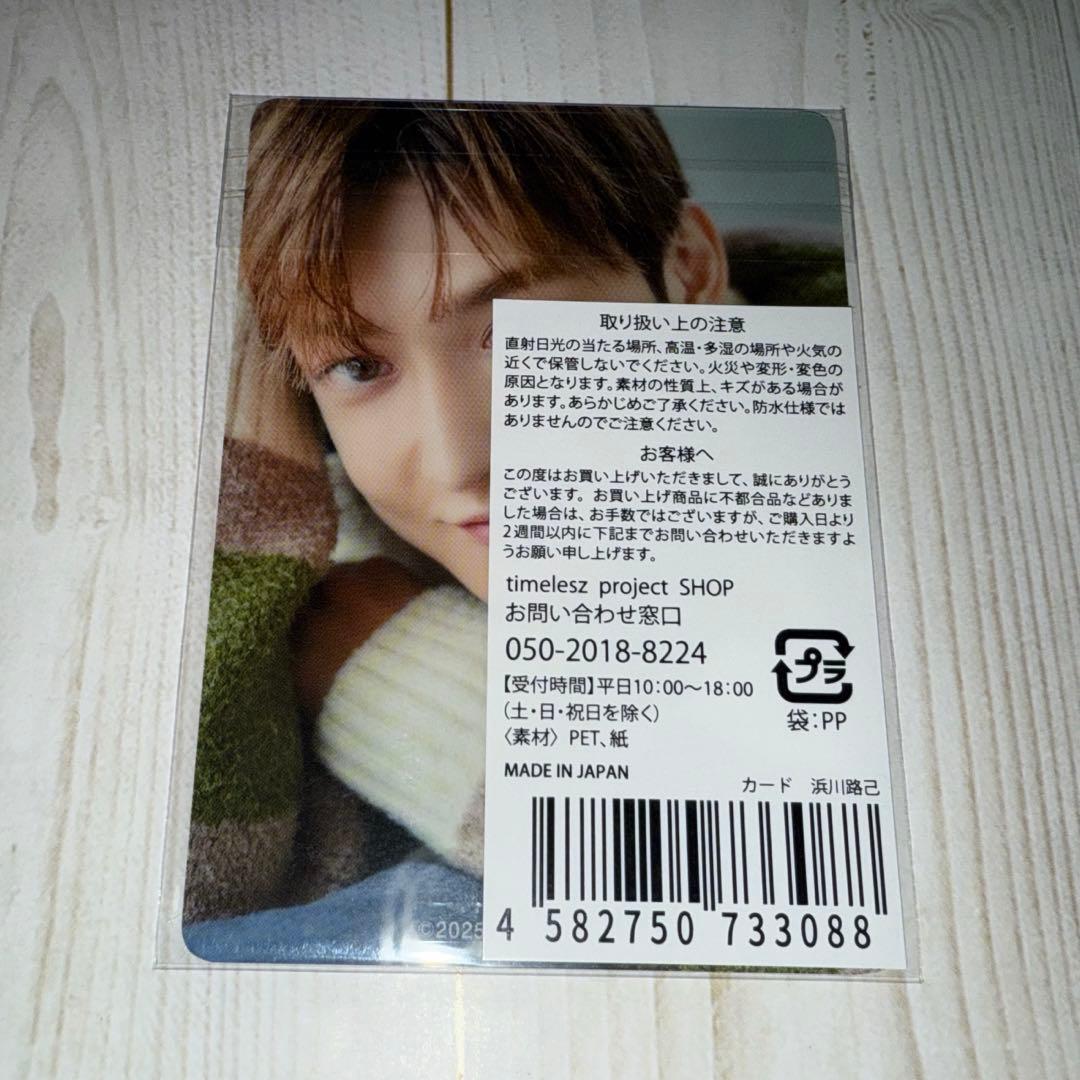 取り扱い上の注意
直射日光の当たる場所、高温・多湿の場所や火気の
近くで保管しないでください。火災や変形・変色の
原因となります。素材の性質上、キズがある場合が
あります。あらかじめご了承ください。防水仕様では
ありませんのでご注意ください。
お客様へ
この度はお買い上げいただきまして、誠にありがとう
ございます。お買い上げ商品に不都合品などありま
した場合は、お手数ではございますが、ご購入日より
2週間以内に下記までお問い合わせいただきますよ
うお願い申し上げます。
timelesz project SHOP
お問い合わせ窓口
050-2018-8224
【受付時間】平日10:00〜18:00
(土・日・祝日を除く)
〈素材〉PET、紙
プラ
袋:PP
MADE IN JAPAN
カード 浜川路己
4 582750 733088
©2025